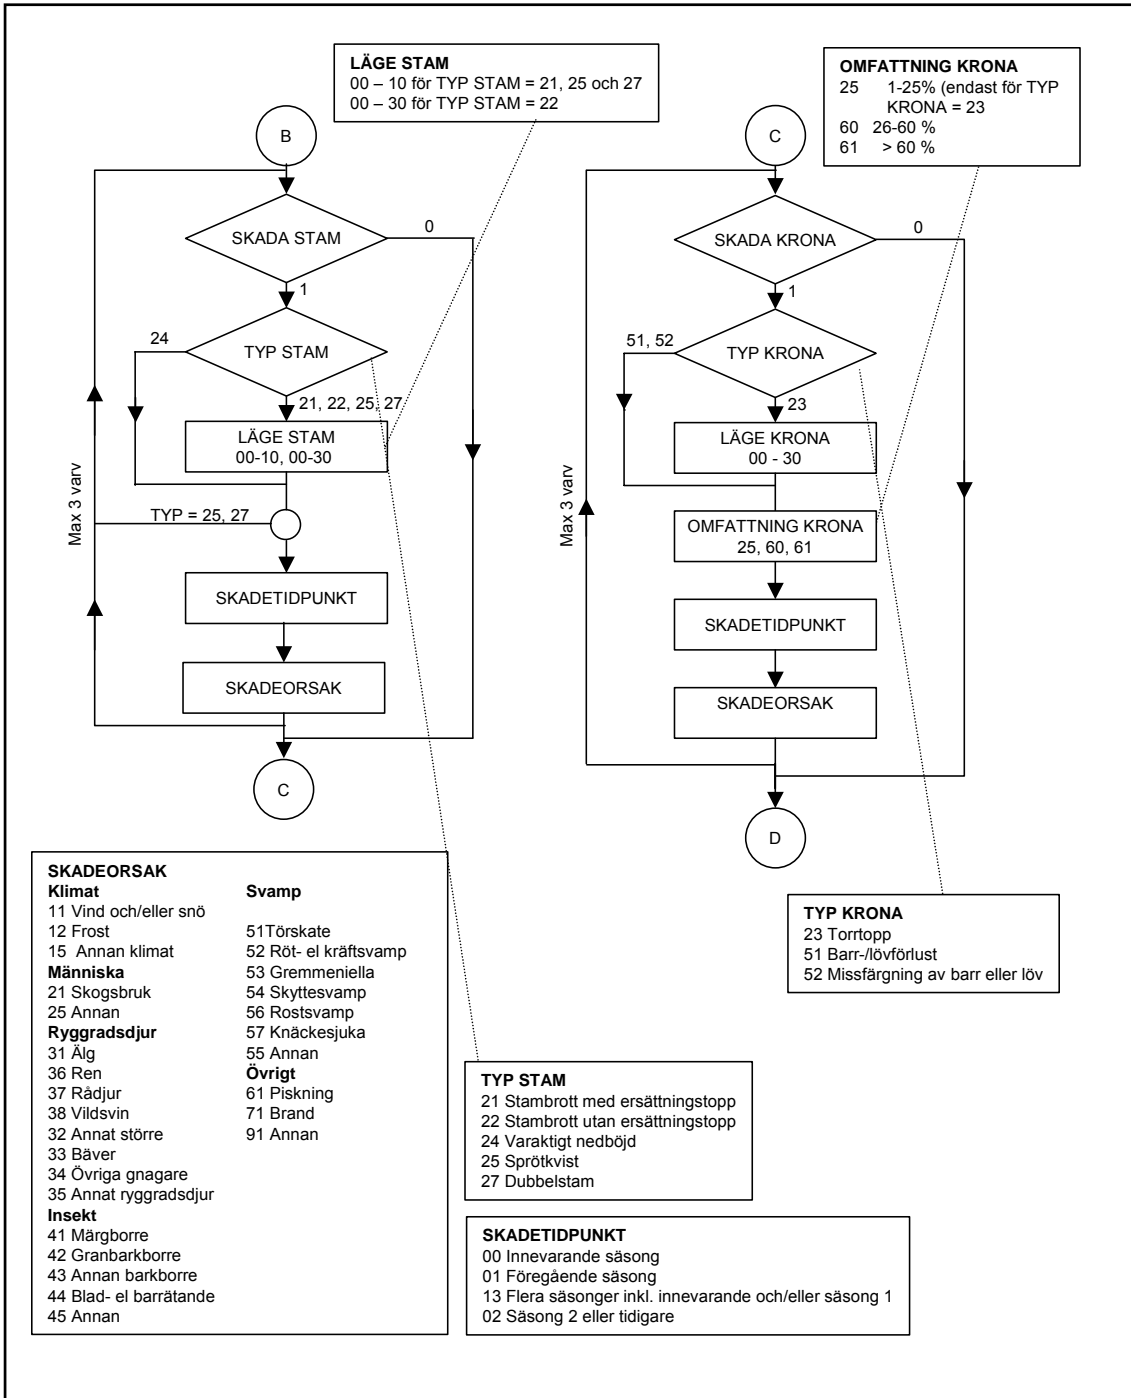 LÄGE STAM
00 – 10 för TYP STAM = 21, 25 och 27
00 – 30 för TYP STAM = 22
OMFATTNING KRONA
25 1-25% (endast för TYP
KRONA = 23
60 26-60 %
61 > 60 %
B
SKADA STAM
0
1
24
TYP STAM
21, 22, 25, 27
LÄGE STAM
00-10, 00-30
Max 3 varv
TYP = 25, 27
SKADETIDPUNKT
SKADEORSAK
C
C
SKADA KRONA
0
1
51, 52
TYP KRONA
23
LÄGE KRONA
00 - 30
Max 3 varv
OMFATTNING KRONA
25, 60, 61
SKADETIDPUNKT
SKADEORSAK
D
SKADEORSAK
Klimat
11 Vind och/eller snö
12 Frost
15 Annan klimat
Människa
21 Skogsbruk
25 Annan
Ryggradsdjur
31 Älg
36 Ren
37 Rådjur
38 Vildsvin
32 Annat större
33 Bäver
34 Övriga gnagare
35 Annat ryggradsdjur
Insekt
41 Märgborre
42 Granbarkborre
43 Annan barkborre
44 Blad- el barrätande
45 Annan
Svamp
51Törskate
52 Röt- el kräftsvamp
53 Gremmeniella
54 Skyttesvamp
56 Rostsvamp
57 Knäckesjuka
55 Annan
Övrigt
61 Piskning
71 Brand
91 Annan
TYP KRONA
23 Torrtopp
51 Barr-/lövförlust
52 Missfärgning av barr eller löv
TYP STAM
21 Stambrott med ersättningstopp
22 Stambrott utan ersättningstopp
24 Varaktigt nedböjd
25 Sprötkvist
27 Dubbelstam
SKADETIDPUNKT
00 Innevarande säsong
01 Föregående säsong
13 Flera säsonger inkl. innevarande och/eller säsong 1
02 Säsong 2 eller tidigare